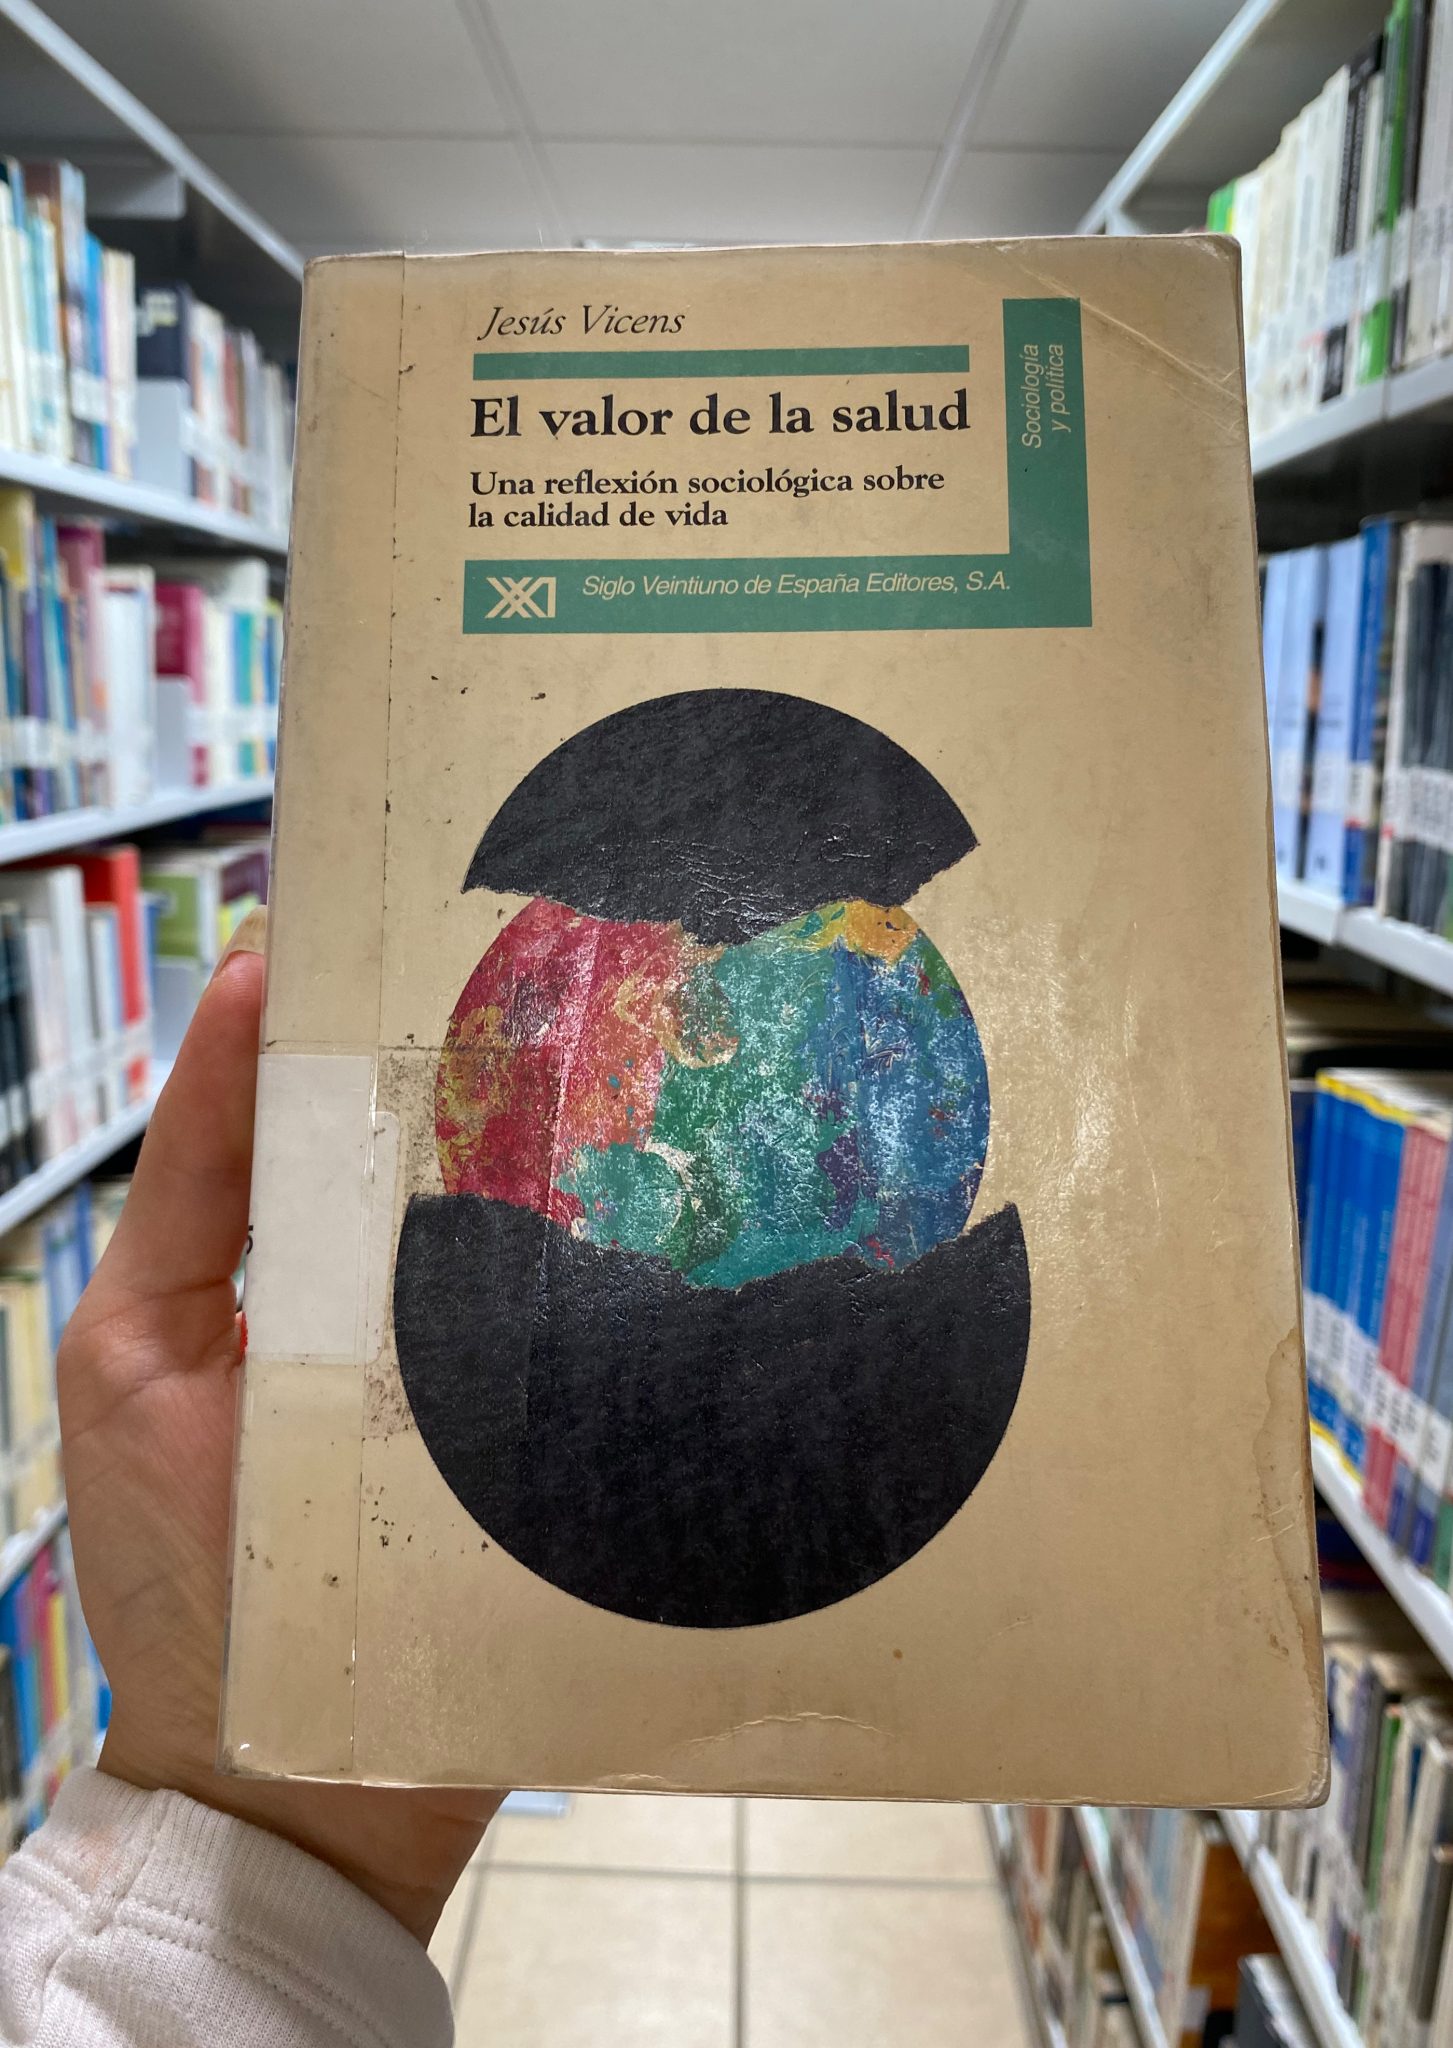 Jesús Vicens
El valor de la salud
Una reflexión sociológica sobre
la calidad de vida
Sociología
y política
XXI
Siglo Veintiuno de España Editores, S.A.